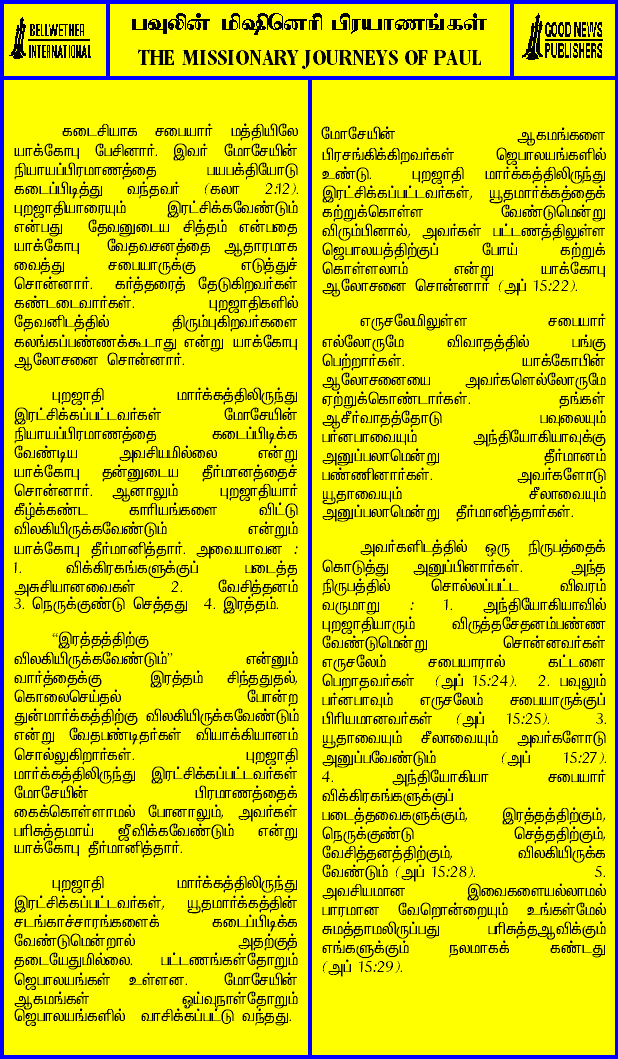 BELLWETHER
INTERNATIONAL
பவுலின் மிஷினெரி பிரயாணங்கள்
THE MISSIONARY JOURNEYS OF PAUL
GOOD NEWS
PUBLISHERS
கடைசியாக சபையார் மத்தியிலே
யாக்கோபு பேசினார். இவர் மோசேயின்
நியாயப்பிரமாணத்தை பயபக்தியோடு
கடைப்பிடித்து வந்தவர் (கலா 2:12).
புறஜாதியாரையும் இரட்சிக்கவேண்டும்
என்பது தேவனுடைய சித்தம் என்பதை
யாக்கோபு வேதவசனத்தை ஆதாரமாக
வைத்து சபையாருக்கு எடுத்துச்
சொன்னார். கர்த்தரைத் தேடுகிறவர்கள்
கண்டடைவார்கள். புறஜாதிகளில்
தேவனிடத்தில் திரும்புகிறவர்களை
கலங்கப்பண்ணக்கூடாது என்று யாக்கோபு
ஆலோசனை சொன்னார்.
புறஜாதி மார்க்கத்திலிருந்து
இரட்சிக்கப்பட்டவர்கள் மோசேயின்
நியாயப்பிரமாணத்தை கடைப்பிடிக்க
வேண்டிய அவசியமில்லை என்று
யாக்கோபு தன்னுடைய தீர்மானத்தைச்
சொன்னார். ஆனாலும் புறஜாதியார்
கீழ்க்கண்ட காரியங்களை விட்டு
விலகியிருக்கவேண்டும் என்றும்
யாக்கோபு தீர்மானித்தார். அவையாவன :
1. விக்கிரகங்களுக்குப் படைத்த
அசுசியானவைகள் 2. வேசித்தனம்
3. நெருக்குண்டு செத்தது 4. இரத்தம்.
"இரத்தத்திற்கு
விலகியிருக்கவேண்டும்" என்னும்
வார்த்தைக்கு இரத்தம் சிந்ததுதல்,
கொலைசெய்தல் போன்ற
துன்மார்க்கத்திற்கு விலகியிருக்கவேண்டும்
என்று வேதபண்டிதர்கள் வியாக்கியானம்
சொல்லுகிறார்கள். புறஜாதி
மார்க்கத்திலிருந்து இரட்சிக்கப்பட்டவர்கள்
மோசேயின் பிரமாணத்தைக்
கைக்கொள்ளாமல் போனாலும், அவர்கள்
பரிசுத்தமாய் ஜீவிக்கவேண்டும் என்று
யாக்கோபு தீர்மானித்தார்.
புறஜாதி மார்க்கத்திலிருந்து
இரட்சிக்கப்பட்டவர்கள், யூதமார்க்கத்தின்
சடங்காச்சாரங்களைக் கடைப்பிடிக்க
வேண்டுமென்றால் அதற்குத்
தடையேதுமில்லை. பட்டணங்கள்தோறும்
ஜெபாலயங்கள் உள்ளன. மோசேயின்
ஆகமங்கள் ஓய்வுநாள்தோறும்
ஜெபாலயங்களில் வாசிக்கப்பட்டு வந்தது.
மோசேயின் ஆகமங்களை
பிரசங்கிக்கிறவர்கள் ஜெபாலயங்களில்
உண்டு. புறஜாதி மார்க்கத்திலிருந்து
இரட்சிக்கப்பட்டவர்கள், யூதமார்க்கத்தைக்
கற்றுக்கொள்ள வேண்டுமென்று
விரும்பினால், அவர்கள் பட்டணத்திலுள்ள
ஜெபாலயத்திற்குப் போய் கற்றுக்
கொள்ளலாம் என்று யாக்கோபு
ஆலோசனை சொன்னார் (அப் 15:22).
எருசலேமிலுள்ள சபையார்
எல்லோருமே விவாதத்தில் பங்கு
பெற்றார்கள். யாக்கோபின்
ஆலோசனையை அவர்களெல்லோருமே
ஏற்றுக்கொண்டார்கள். தங்கள்
ஆசீர்வாதத்தோடு பவுலையும்
பர்னபாவையும் அந்தியோகியாவுக்கு
அனுப்பலாமென்று தீர்மானம்
பண்ணினார்கள். அவர்களோடு
யூதாவையும் சீலாவையும்
அனுப்பலாமென்று தீர்மானித்தார்கள்.
அவர்களிடத்தில் ஒரு நிருபத்தைக்
கொடுத்து அனுப்பினார்கள். அந்த
நிருபத்தில் சொல்லப்பட்ட விவரம்
வருமாறு : 1. அந்தியோகியாவில்
புறஜாதியாரும் விருத்தசேதனம்பண்ண
வேண்டுமென்று சொன்னவர்கள்
எருசலேம் சபையாரால் கட்டளை
பெறாதவர்கள் (அப் 15:24). 2. பவுலும்
பர்னபாவும் எருசலேம் சபையாருக்குப்
பிரியமானவர்கள் (அப் 15:25). 3.
யூதாவையும் சீலாவையும் அவர்களோடு
அனுப்பவேண்டும் (அப் 15:27).
4. அந்தியோகியா சபையார்
விக்கிரகங்களுக்குப்
படைத்தவைகளுக்கும், இரத்தத்திற்கும்,
நெருக்குண்டு செத்ததிற்கும்,
வேசித்தனத்திற்கும், விலகியிருக்க
வேண்டும் (அப் 15:28). 5.
அவசியமான இவைகளையல்லாமல்
பாரமான வேறொன்றையும் உங்கள்மேல்
சுமத்தாமலிருப்பது பரிசுத்தஆவிக்கும்
எங்களுக்கும் நலமாகக் கண்டது
(அப் 15:29).